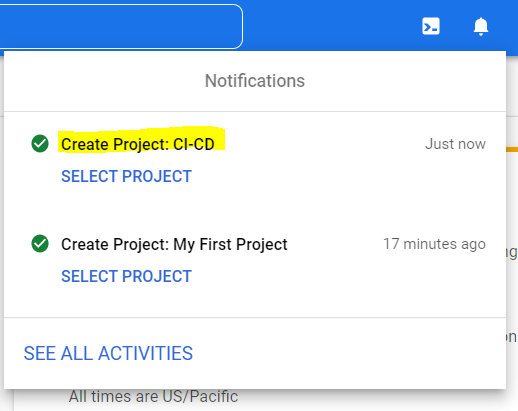 Notifications
Create Project: CI-CD
Just now
SELECT PROJECT
Create Project: My First Project
17 minutes ago
SELECT PROJECT
SEE ALL ACTIVITIES
All times are US/Pacific